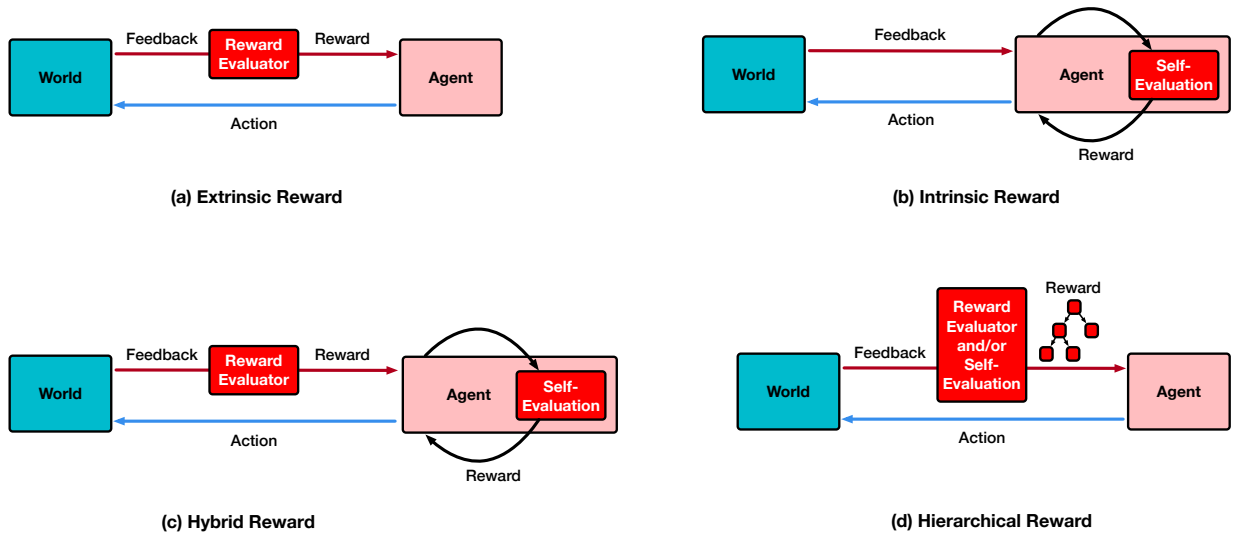 Feedback
Reward
Evaluator
Reward
World
Agent
Action
(a) Extrinsic Reward
Feedback
World
Agent
Self-
Evaluation
Action
Reward
(b) Intrinsic Reward
Feedback
Reward
Evaluator
Reward
World
Agent
Self-
Evaluation
Action
Reward
(c) Hybrid Reward
Reward
Reward
Evaluator
and/or
Self-
Evaluation
Feedback
World
Agent
Action
(d) Hierarchical Reward